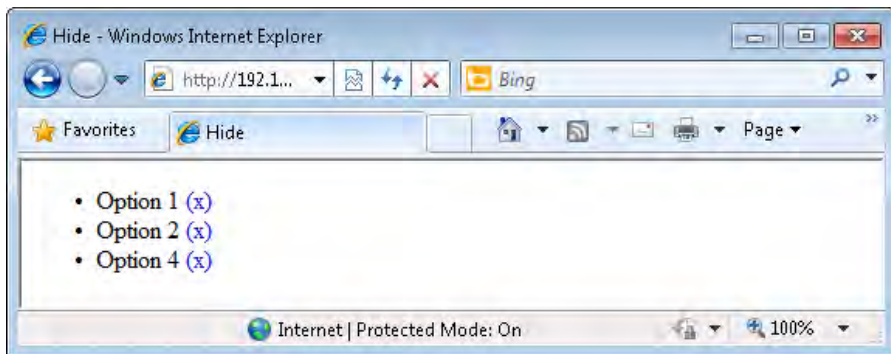 Hide - Windows Internet Explorer
http://192.1...
Bing
Favorites
Hide
Page
• Option 1 (x)
• Option 2 (x)
• Option 4 (x)
Internet | Protected Mode: On
100%